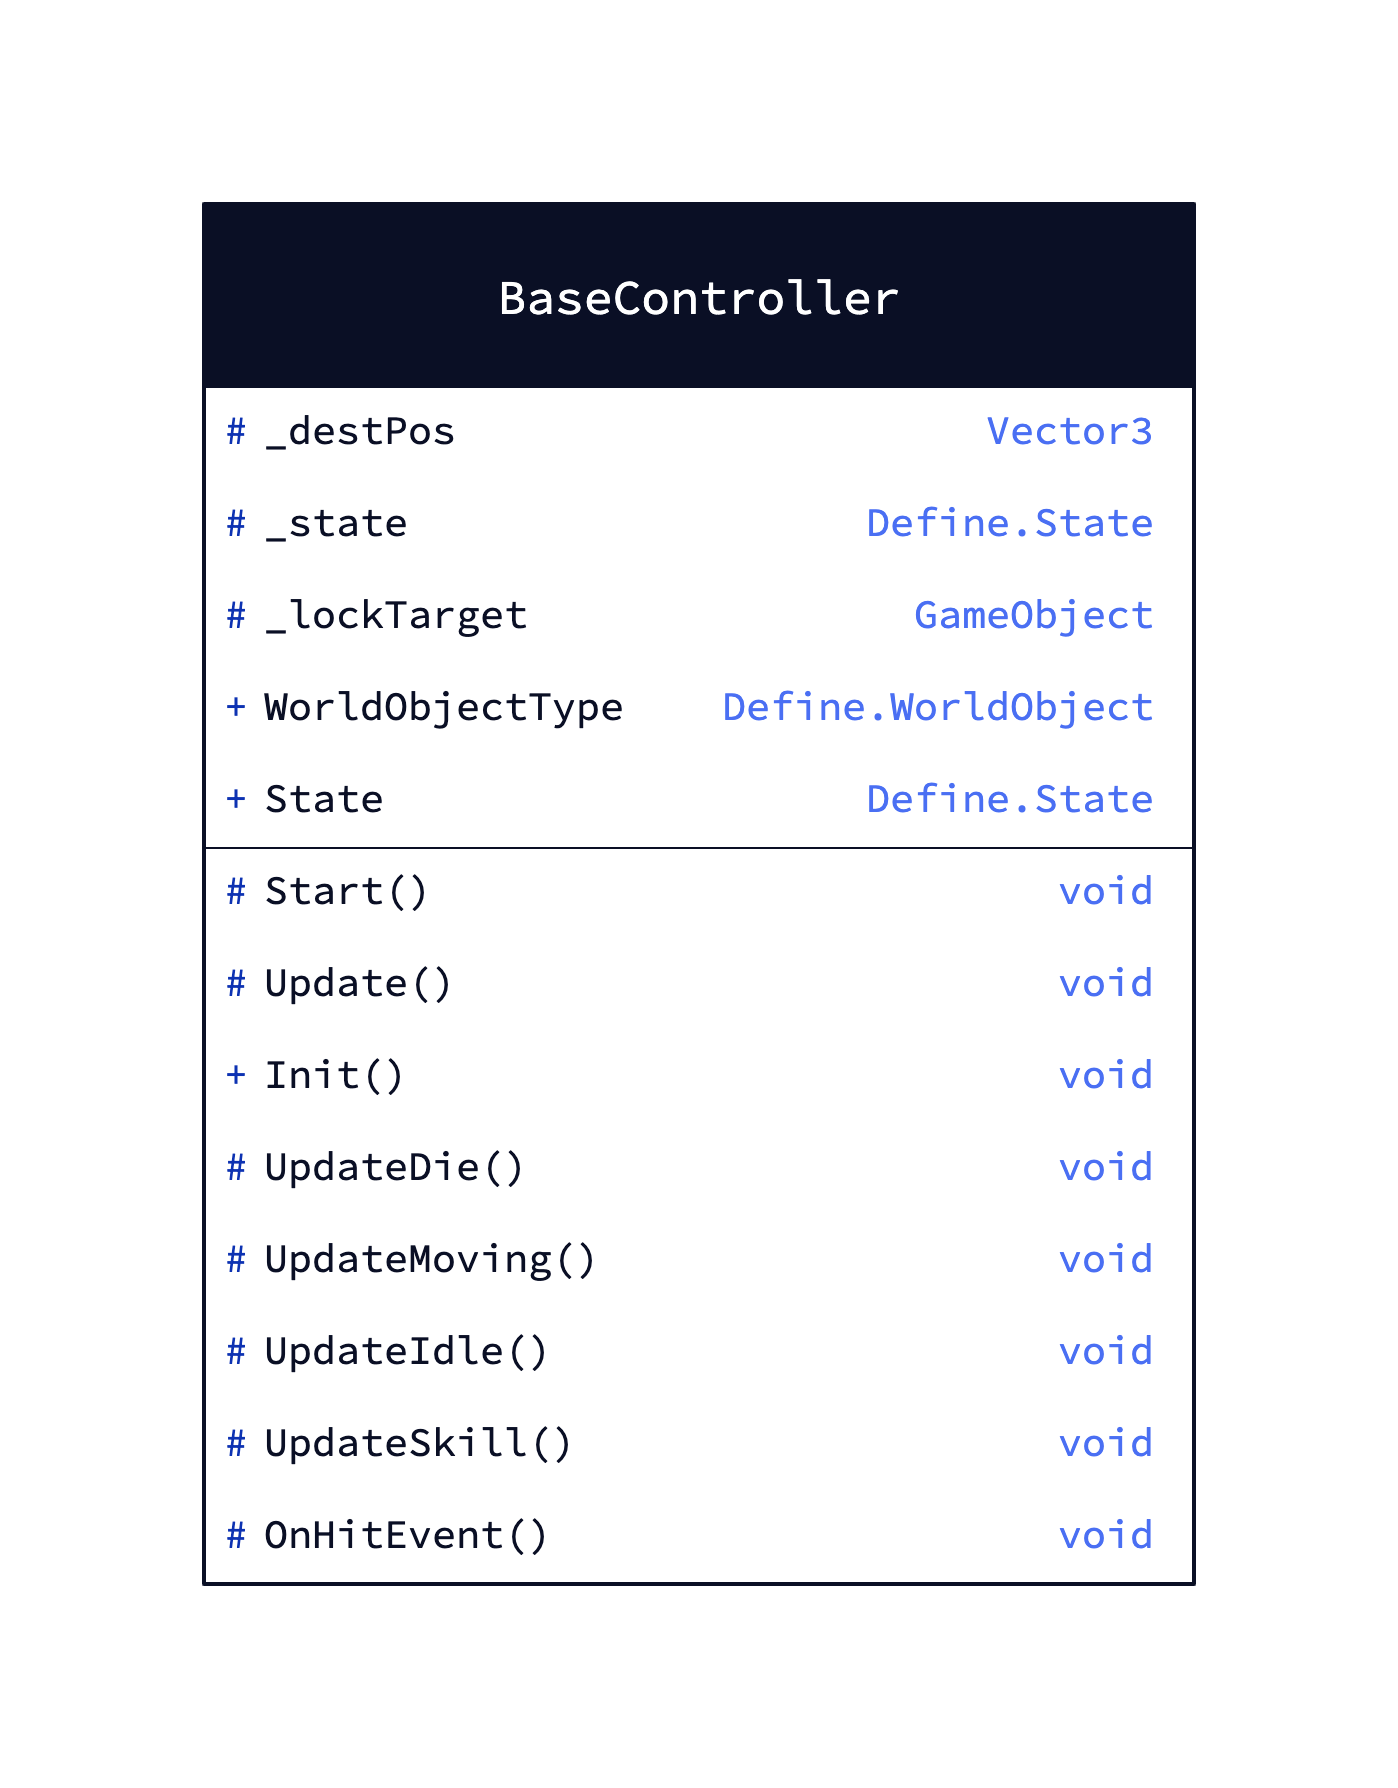 BaseController
# _destPos Vector3
# _state Define.State
# _lockTarget GameObject
+ WorldObjectType Define.WorldObject
+ State Define.State
# Start() void
# Update() void
+ Init() void
# UpdateDie() void
# UpdateMoving() void
# UpdateIdle() void
# UpdateSkill() void
# OnHitEvent() void